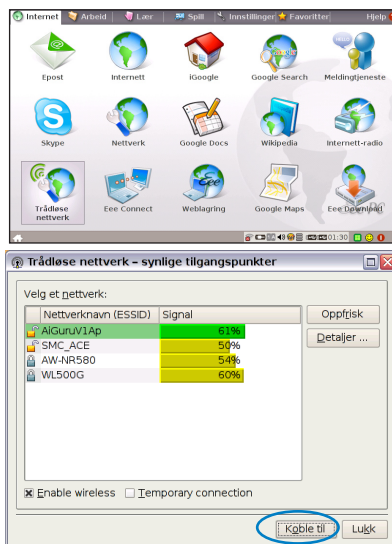 Internet Arbeid Lær Spill Innstillinger Favoritter Hjelp
Epost Internett iGoogle Google Search Meldingtjeneste
Skype Nettverk Google Docs Wikipedia Internett-radio
Trådløse nettverk Eee Connect Weblagring Google Maps Eee Download
01:30
Trådløse nettverk – synlige tilgangspunkter
Velg et nettverk:
Nettverknavn (ESSID) Signal
AiGuruV1Ap 61%
SMC_ACE 50%
AW-NR580 54%
WL500G 60%
Oppfrisk
Detaljer ...
Enable wireless Temporary connection
Koble til Lukk